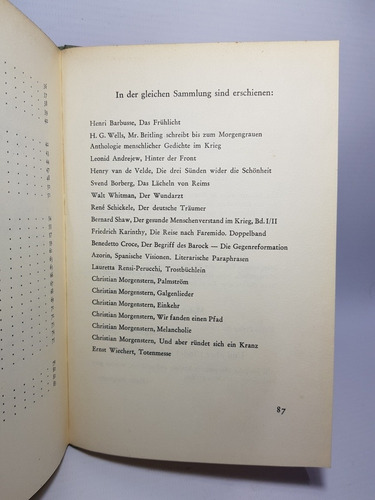 In der gleichen Sammlung sind erschienen:
Henri Barbusse, Das Frühlicht
H. G. Wells, Mr. Britling schreibt bis zum Morgengrauen
Anthologie menschlicher Gedichte im Krieg
Leonid Andrejew, Hinter der Front
Henry van de Velde, Die drei Sünden wider die Schönheit
Svend Borberg, Das Lächeln von Reims
Walt Whitman, Der Wundarzt
René Schickele, Der deutsche Träumer
Bernard Shaw, Der gesunde Menschenverstand im Krieg, Bd. I/II
Friedrich Karinthy, Die Reise nach Faremido. Doppelband
Benedetto Croce, Der Begriff des Barock — Die Gegenreformation
Azorin, Spanische Visionen. Literarische Paraphrasen
Lauretta Rensi-Perucchi, Trostbüchlein
Christian Morgenstern, Palmström
Christian Morgenstern, Galgenlieder
Christian Morgenstern, Einkehr
Christian Morgenstern, Wir fanden einen Pfad
Christian Morgenstern, Melancholie
Christian Morgenstern, Und aber ründet sich ein Kranz
Ernst Wiechert, Totenmesse
87